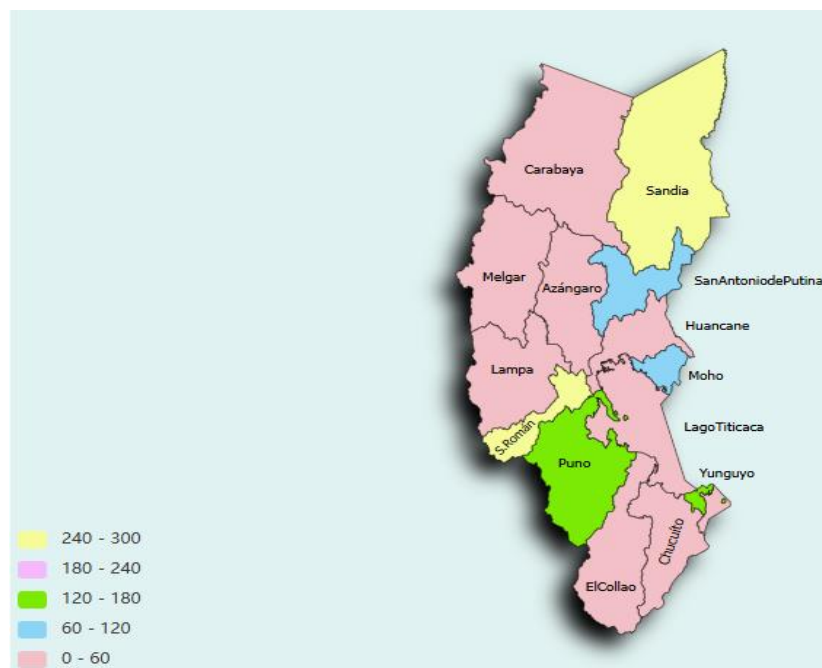 Carabaya
Sandia
Melgar
Azángaro
SanAntoniodePutina
Huancane
Lampa
Moho
S.Román
LagoTiticaca
Puno
Yunguyo
Chucuíto
ElCollao
240 - 300
180 - 240
120 - 180
60 - 120
0 - 60